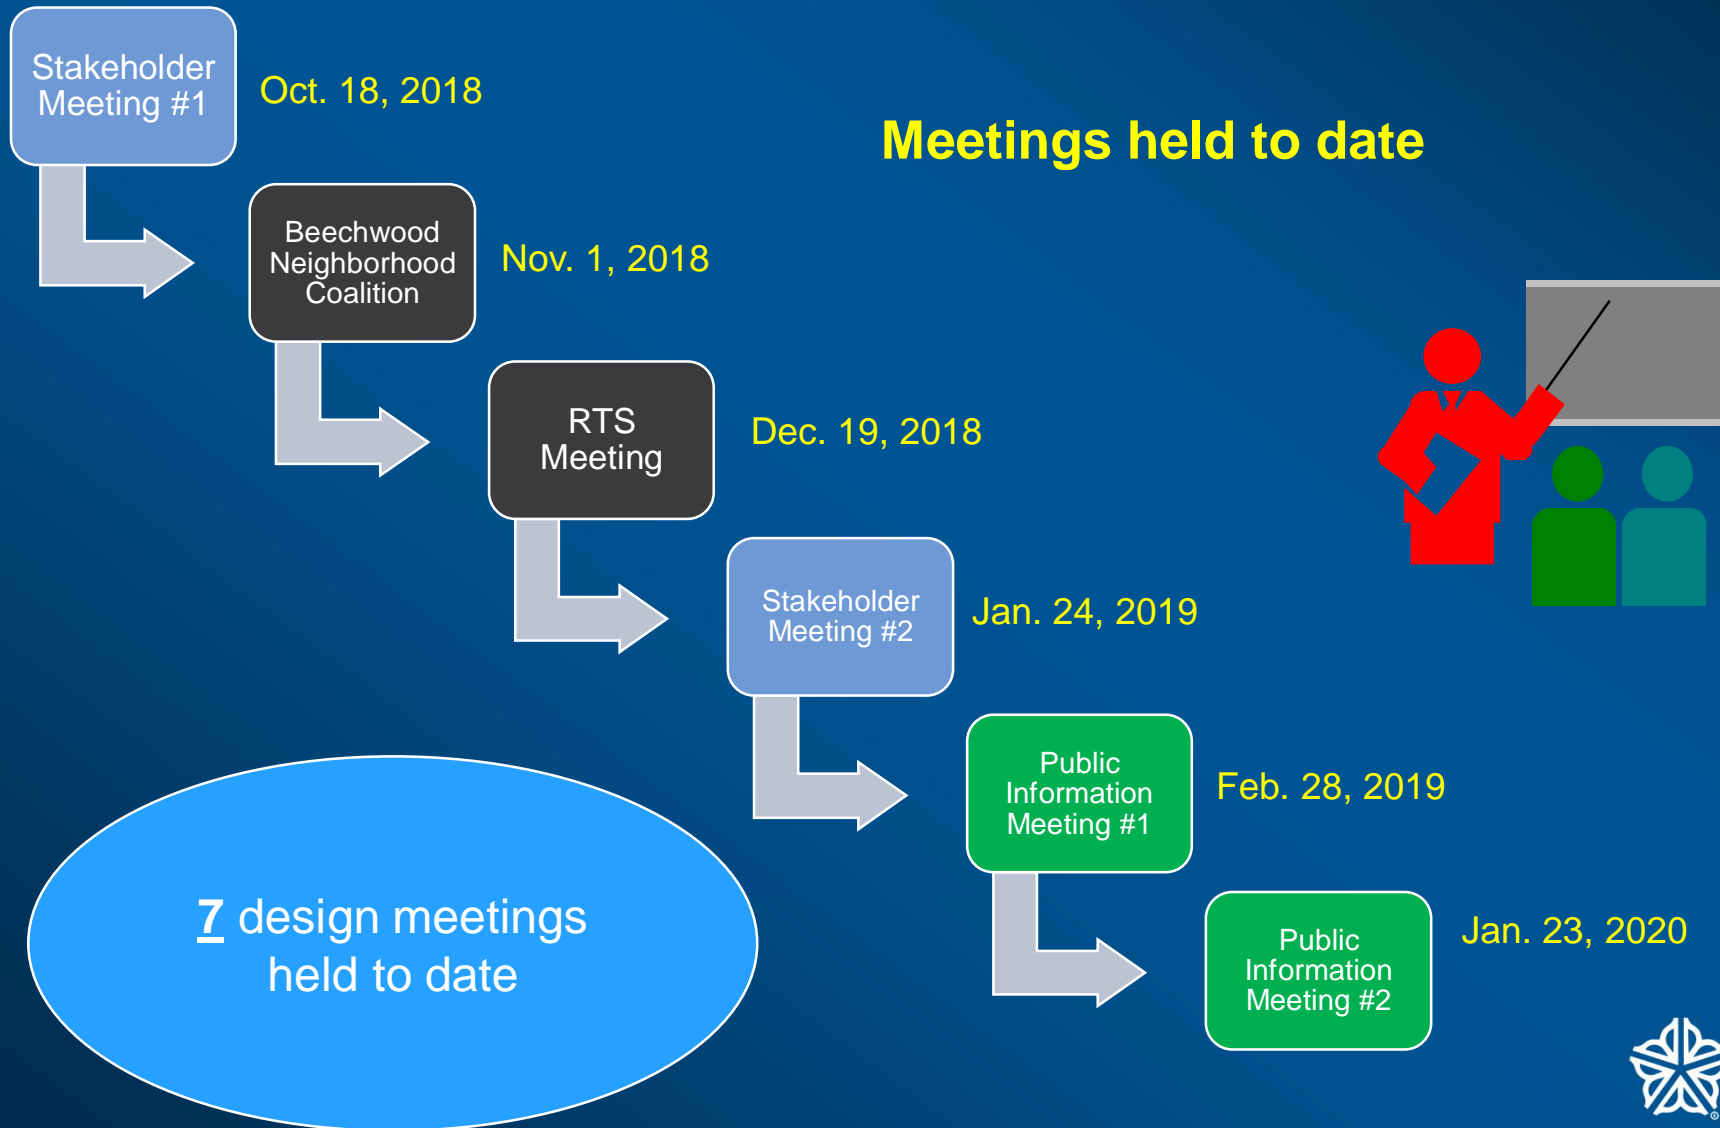 Stakeholder
Meeting #1
Oct. 18, 2018
Meetings held to date
Beechwood
Neighborhood
Coalition
Nov. 1, 2018
RTS
Meeting
Dec. 19, 2018
Stakeholder
Meeting #2
Jan. 24, 2019
Public
Information
Meeting #1
Feb. 28, 2019
7 design meetings
held to date
Public
Information
Meeting #2
Jan. 23, 2020